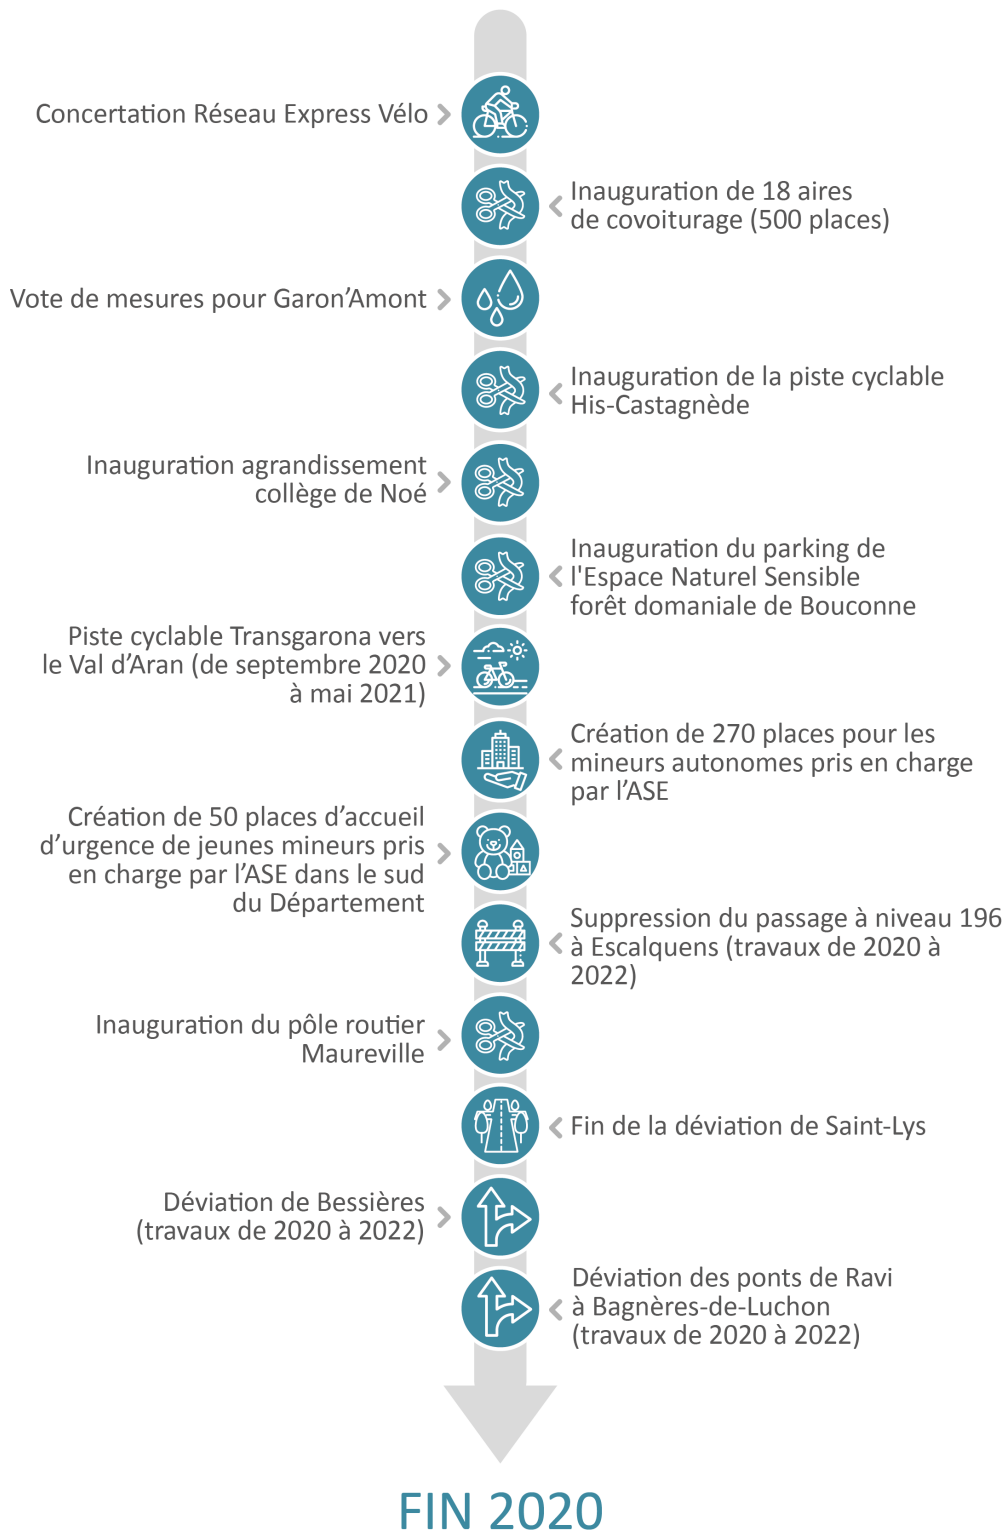 Concertation Réseau Express Vélo
Inauguration de 18 aires
de covoiturage (500 places)
Vote de mesures pour Garon’Amont
Inauguration de la piste cyclable
His-Castagnède
Inauguration agrandissement
collège de Noé
Inauguration du parking de
l'Espace Naturel Sensible
forêt domaniale de Bouconne
Piste cyclable Transgarona vers
le Val d’Aran (de septembre 2020
à mai 2021)
Création de 270 places pour les
mineurs autonomes pris en charge
par l’ASE
Création de 50 places d’accueil
d’urgence de jeunes mineurs pris
en charge par l’ASE dans le sud
du Département
Suppression du passage à niveau 196
à Escalquens (travaux de 2020 à
2022)
Inauguration du pôle routier
Maureville
Fin de la déviation de Saint-Lys
Déviation de Bessières
(travaux de 2020 à 2022)
Déviation des ponts de Ravi
à Bagnères-de-Luchon
(travaux de 2020 à 2022)
FIN 2020